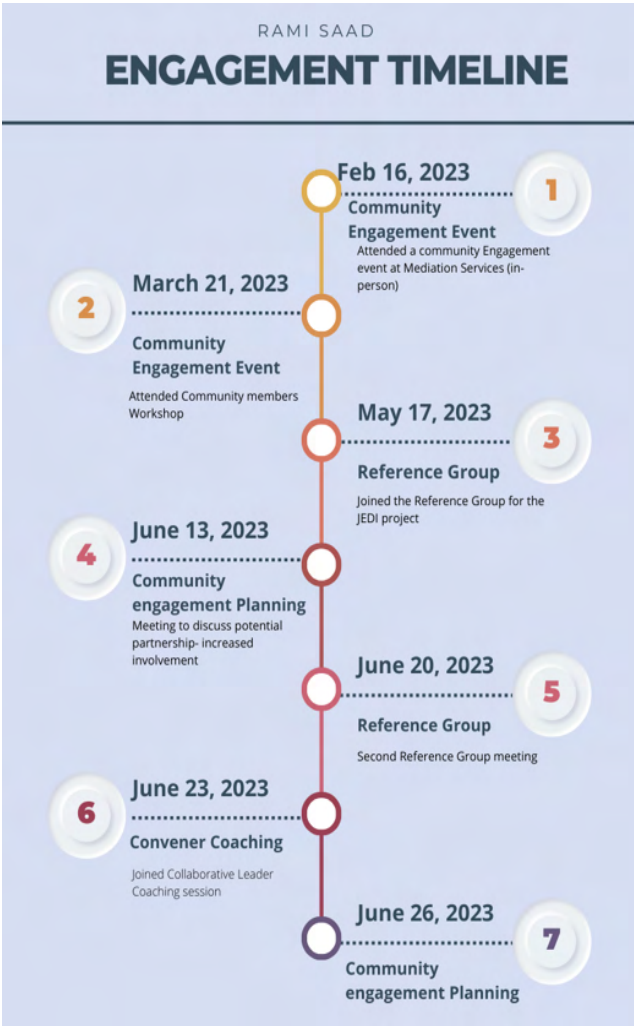 RAMI SAAD
ENGAGEMENT TIMELINE
Feb 16, 2023
1
Community
Engagement Event
Attended a community Engagement
event at Mediation Services (in-
person)
March 21, 2023
2
Community
Engagement Event
Attended Community members
Workshop
May 17, 2023
3
Reference Group
Joined the Reference Group for the
JEDI project
June 13, 2023
4
Community
engagement Planning
Meeting to discuss potential
partnership- increased
involvement
June 20, 2023
5
Reference Group
Second Reference Group meeting
June 23, 2023
6
Convener Coaching
Joined Collaborative Leader
Coaching session
June 26, 2023
7
Community
engagement Planning